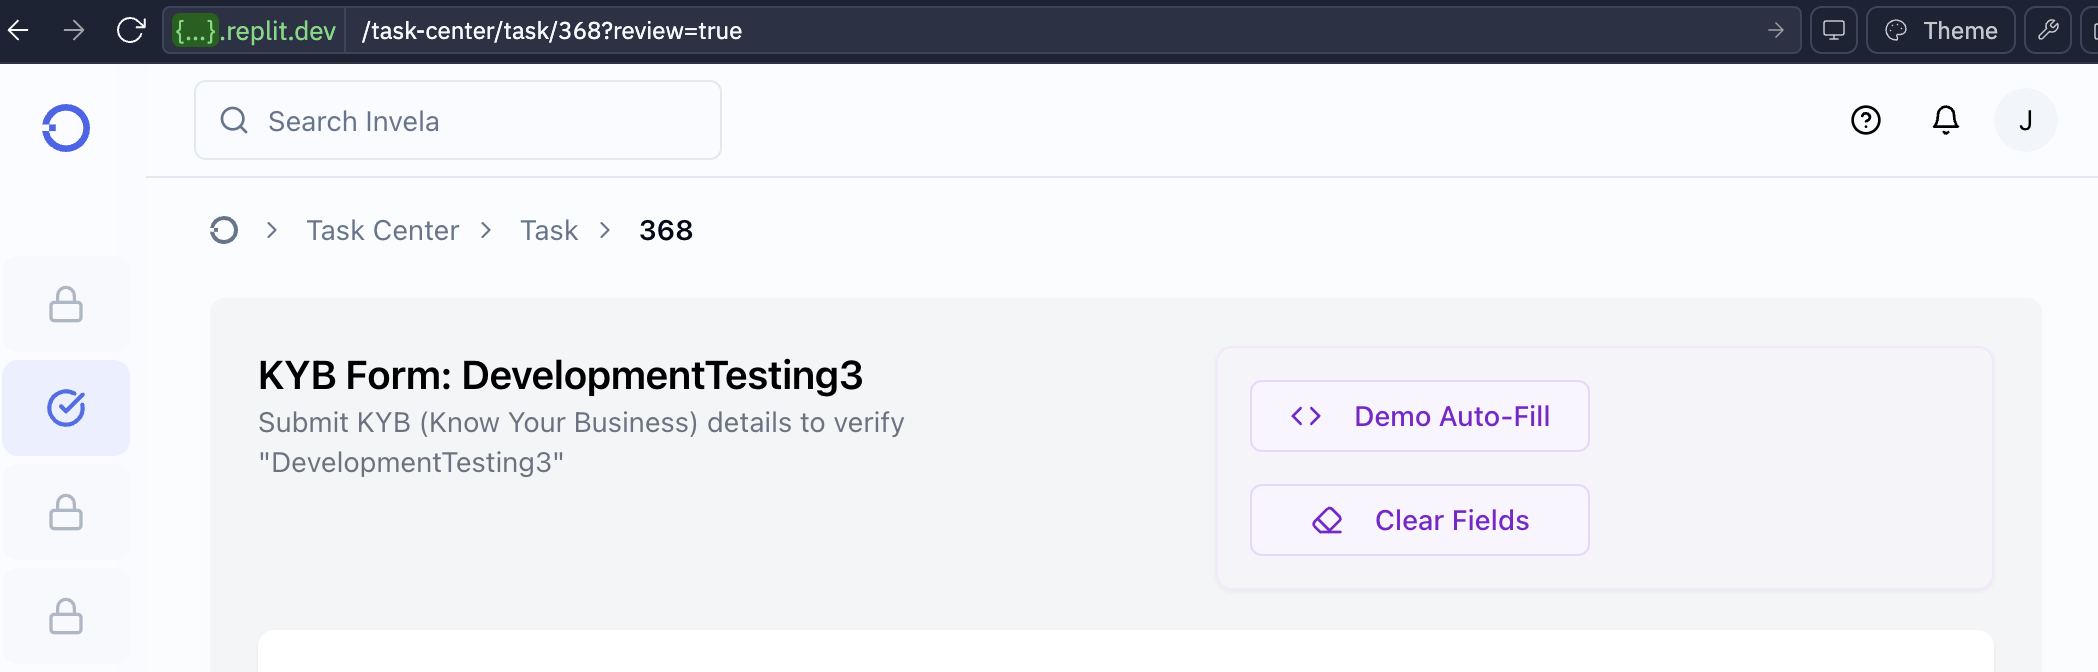 {...}.replit.dev /task-center/task/368?review=true Theme
Search Invela
J
Task Center Task 368
KYB Form: DevelopmentTesting3
Submit KYB (Know Your Business) details to verify
"DevelopmentTesting3"
Demo Auto-Fill
Clear Fields